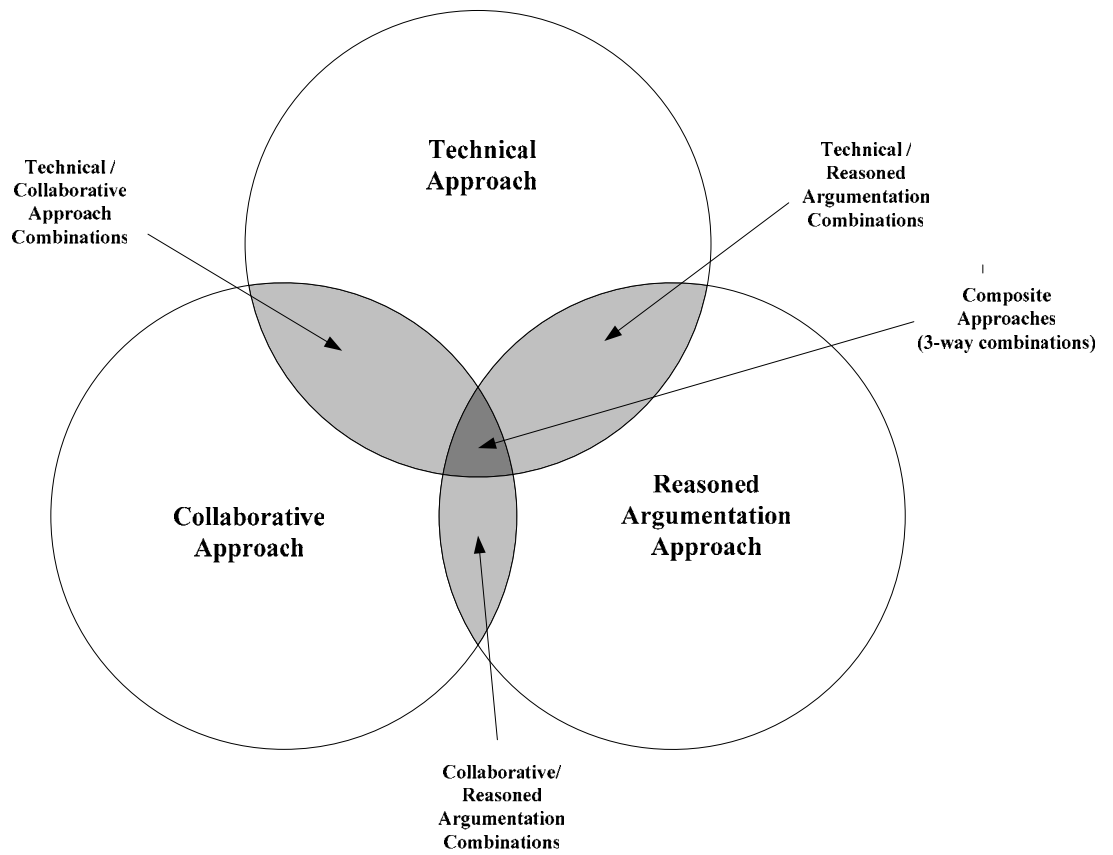 Technical
Approach
Technical /
Collaborative
Approach
Combinations
Technical /
Reasoned
Argumentation
Combinations
Composite
Approaches
(3-way combinations)
Collaborative
Approach
Reasoned
Argumentation
Approach
Collaborative/
Reasoned
Argumentation
Combinations